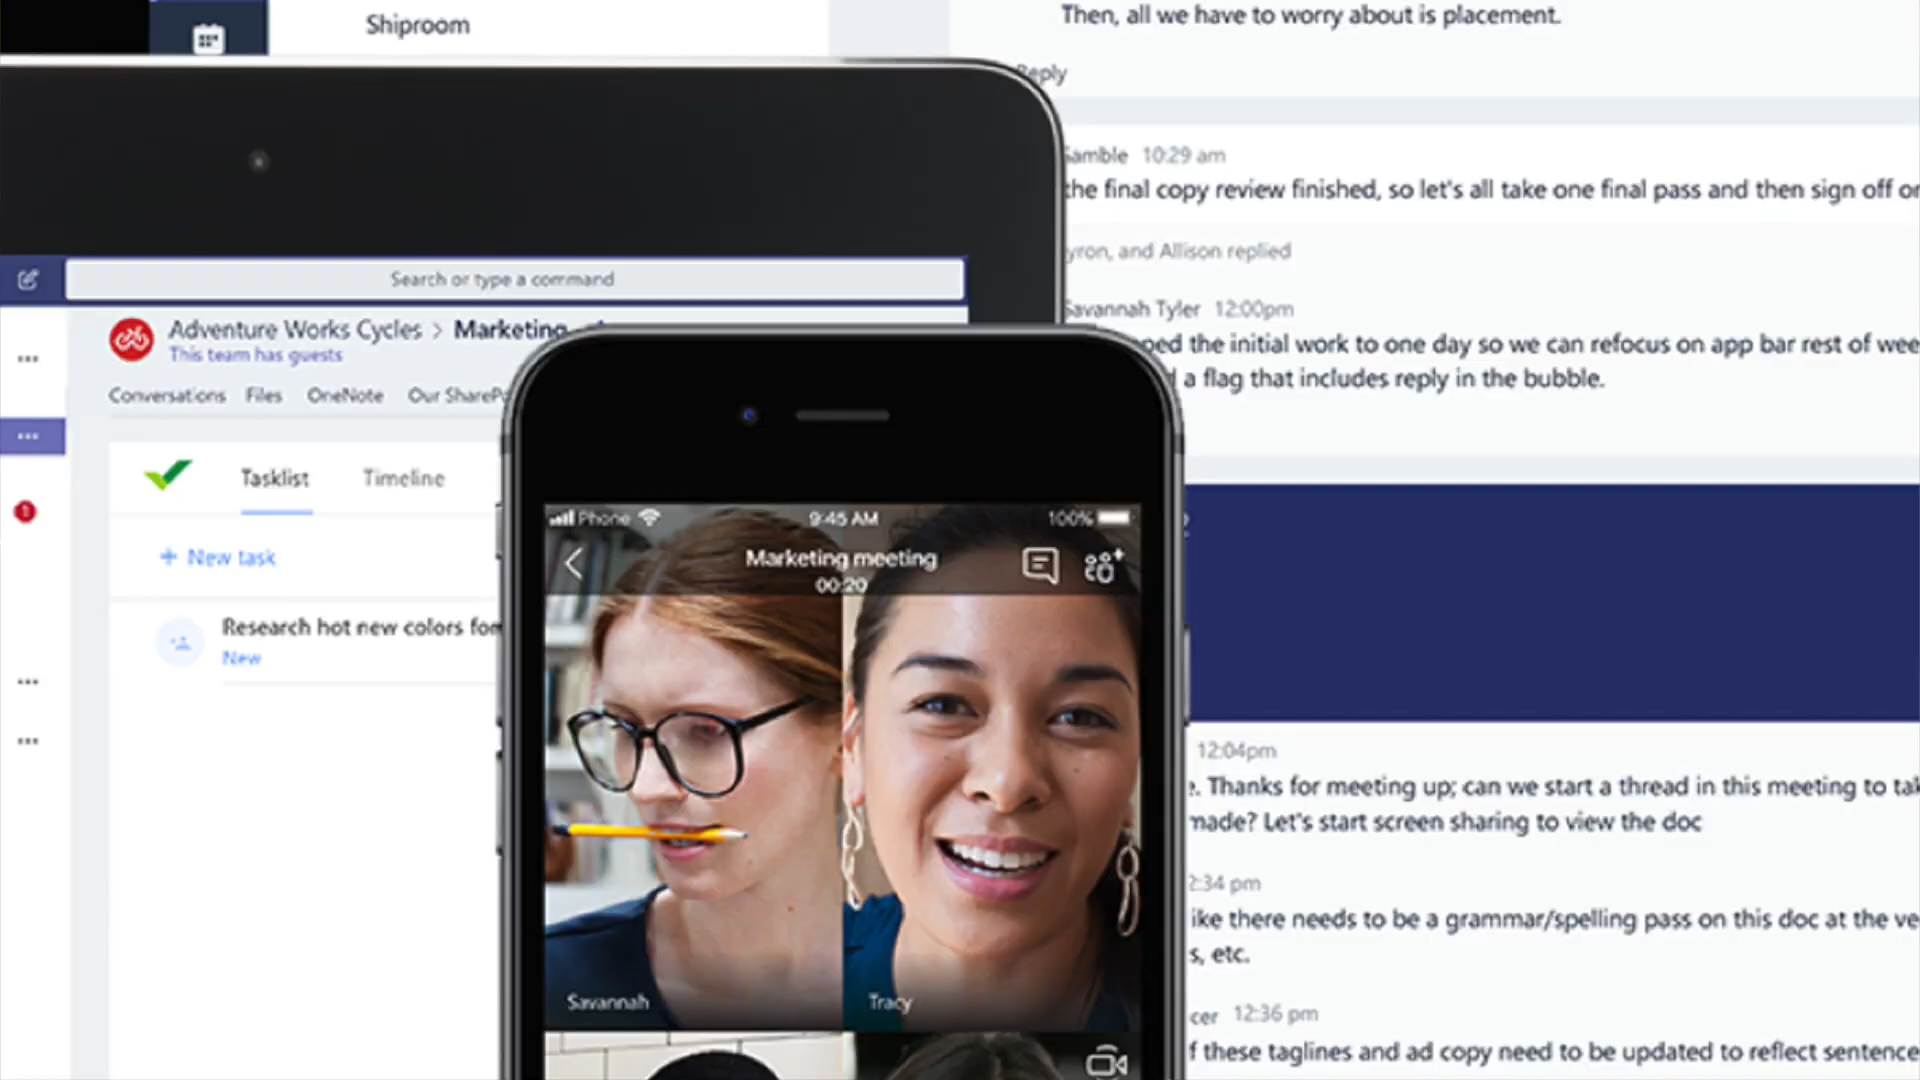 Shiproom
Then, all we have to worry about is placement.
Reply
Gamble 10:29 am
the final copy review finished, so let's all take one final pass and then sign off
and Allison replied
Savannah Tyler 12:00pm
the initial work to one day so we can refocus on app bar rest of
a flag that includes reply in the bubble.
Search or type a command
Adventure Works Cycles > Marketing
This team has guests
Conversations Files OneNote Our
Tasklist Timeline
+ New task
Research hot new colors for
New
1
Phone 9:45 AM 100%
Marketing meeting
00:20
Savannah Tracy
12:04pm
Thanks for meeting up; can we start a thread in this meeting to
made? Let's start screen sharing to view the doc
2:34 pm
there needs to be a grammar/spelling pass on this doc at the
etc.
12:36 pm
these taglines and ad copy need to be updated to reflect sentence